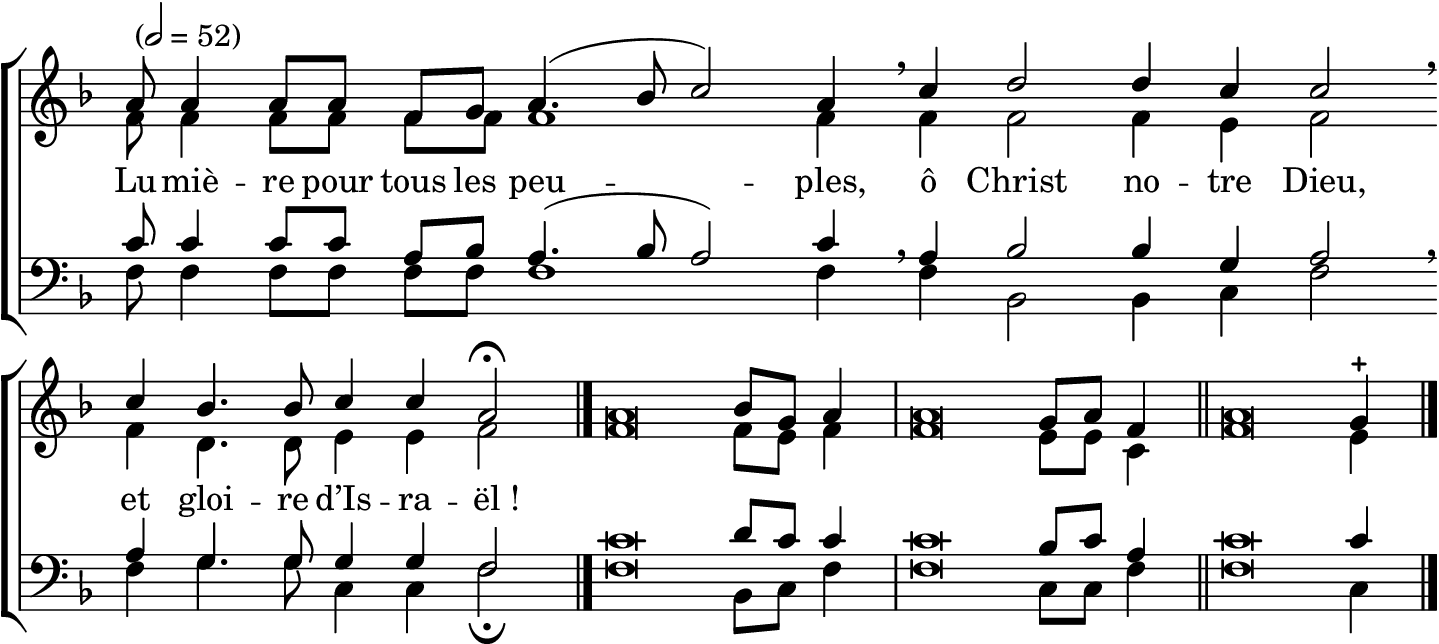 (𝅗𝅥 = 52)
Lu miè - re pour tous les peu - - ples, ô Christ no - tre Dieu,
et gloi - re d’Is - ra - ël !